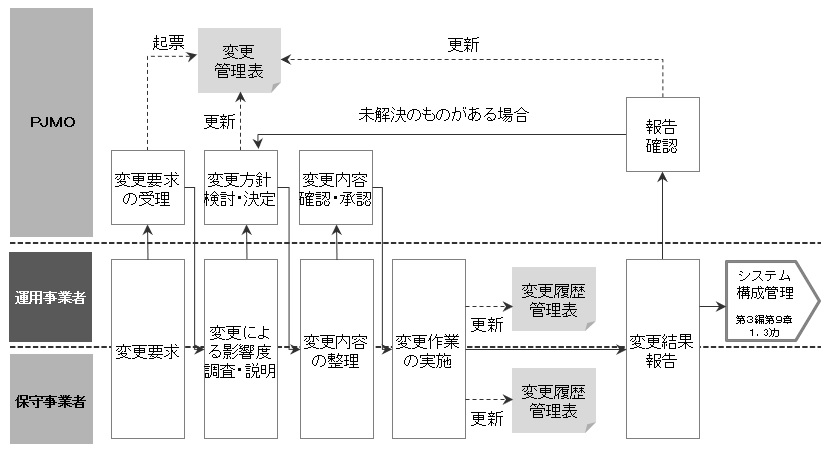 PJMO
起票
変更
管理表
更新
更新
未解決のものがある場合
報告
確認
変更要求
の受理
変更方針
検討・決定
変更内容
確認・承認
運用事業者
保守事業者
変更要求
変更によ
る影響度
調査・説明
変更内容
の整理
変更作業
の実施
変更履歴
管理表
更新
変更履歴
管理表
更新
変更結果
報告
システム
構成管理
第3編第9章
1．3)カ